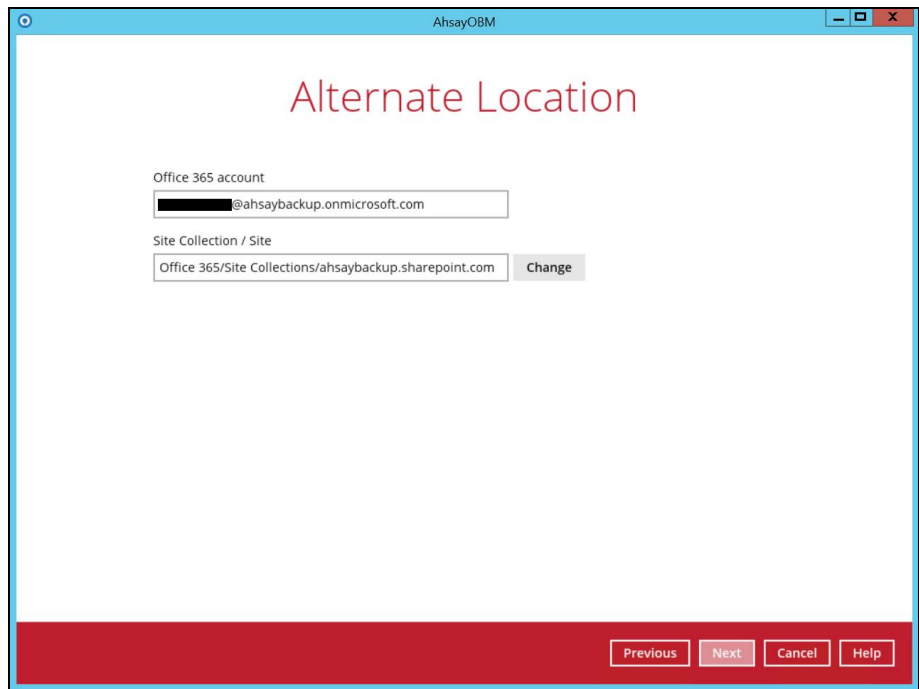 AhsayOBM
Alternate Location
Office 365 account
@ahsaybackup.onmicrosoft.com
Site Collection / Site
Office 365/Site Collections/ahsaybackup.sharepoint.com Change
Previous Next Cancel Help